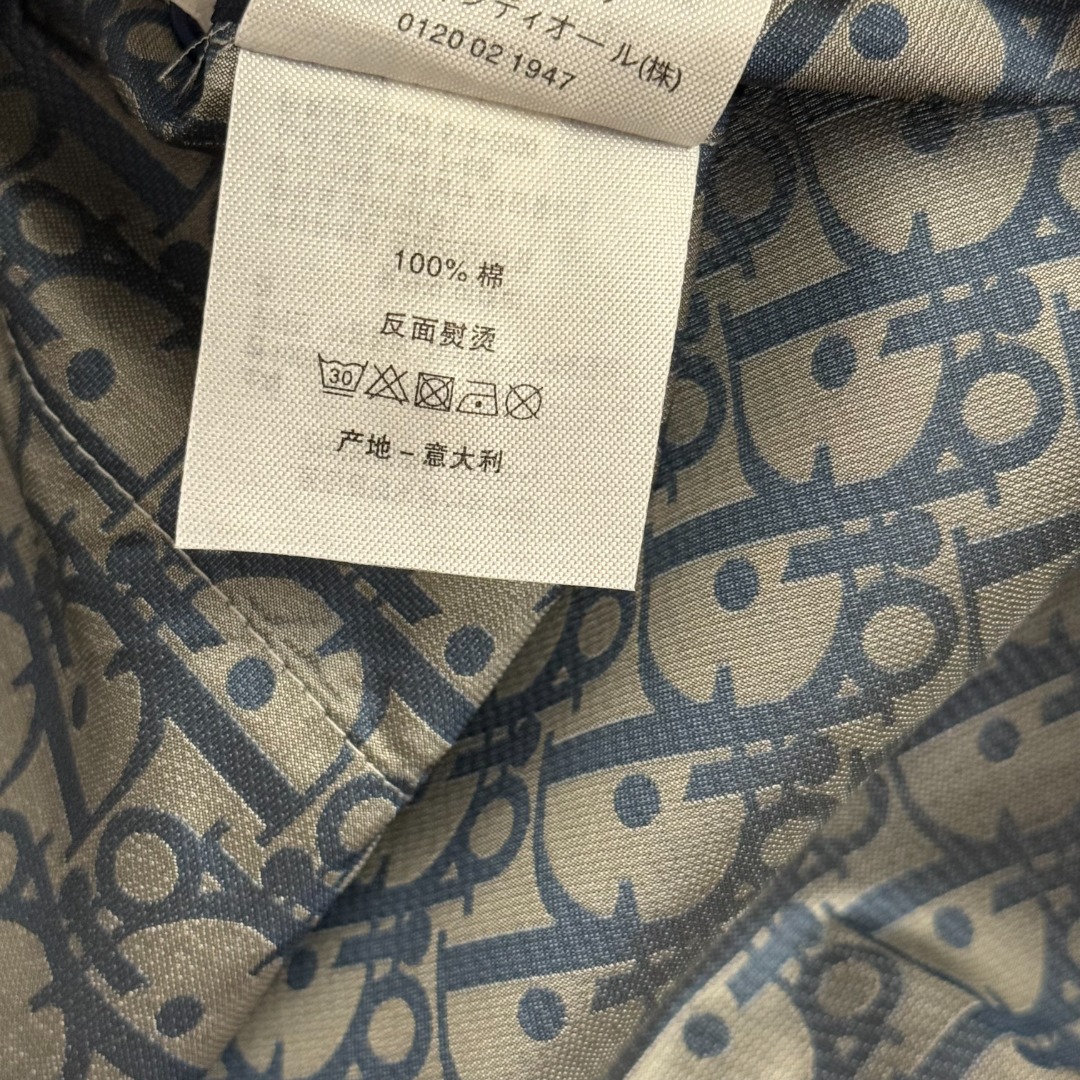 ティオール(株)
0120 02 1947
100% 棉
反面熨烫
30
产地 – 意大利